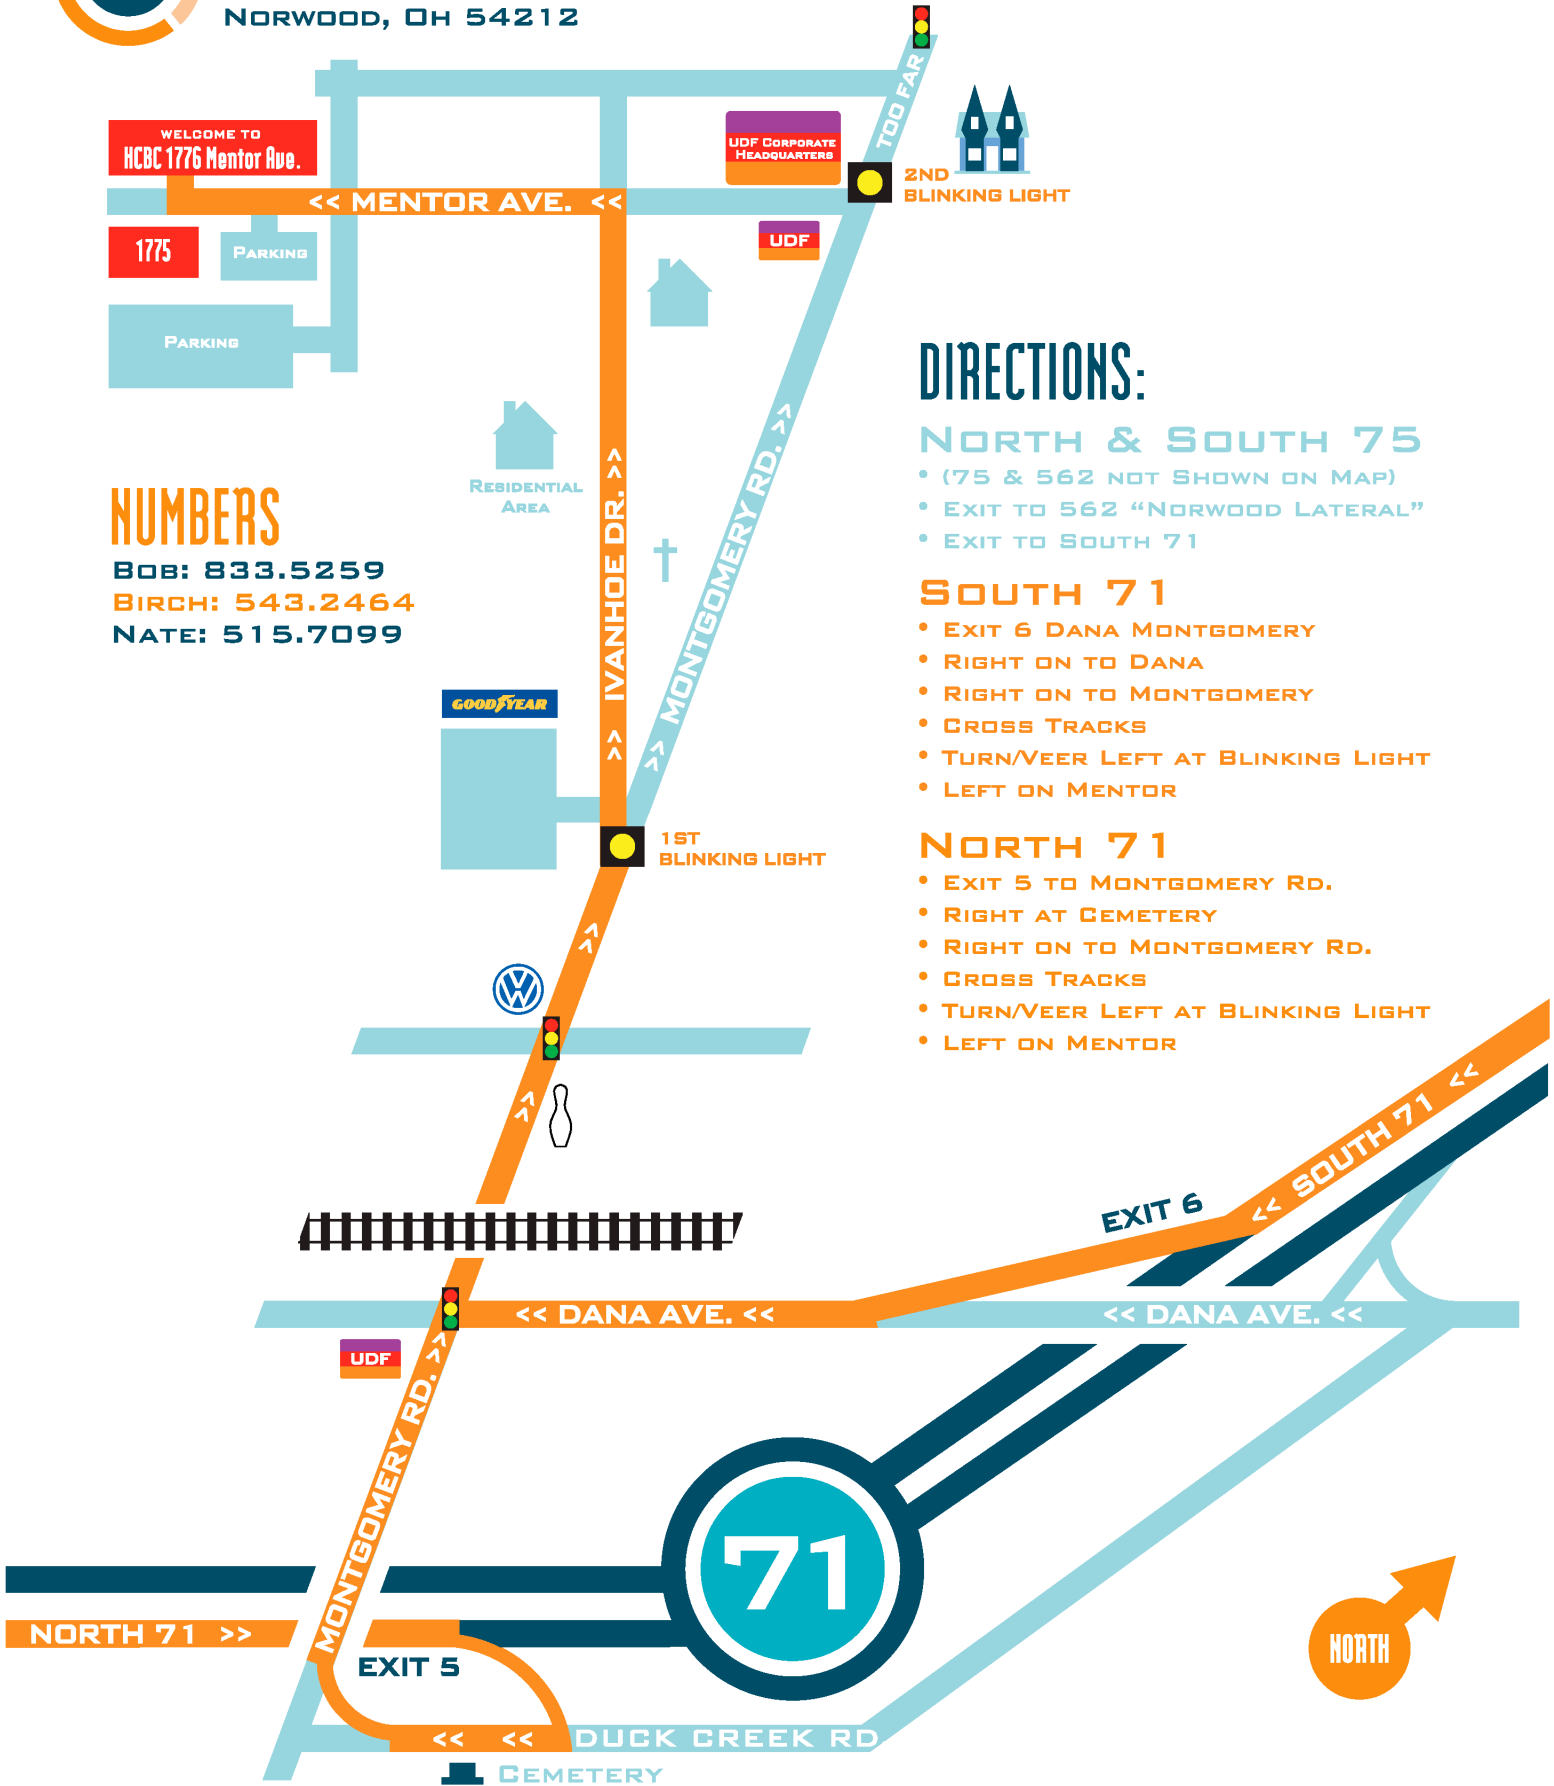 NORWOOD, OH 54212
TOO FAR
WELCOME TO
HCBC 1776 Mentor Ave.
UDF CORPORATE
HEADQUARTERS
2ND
BLINKING LIGHT
<< MENTOR AVE. <<
1775
PARKING
UDF
PARKING
DIRECTIONS:
NORTH & SOUTH 75
• (75 & 562 NOT SHOWN ON MAP)
• EXIT TO 562 “NORWOOD LATERAL”
• EXIT TO SOUTH 71
RESIDENTIAL
AREA
IVANHOE DR. >>
>>
MONTGOMERY RD. >>
>>
NUMBERS
BOB: 833.5259
BIRCH: 543.2464
NATE: 515.7099
SOUTH 71
• EXIT 6 DANA MONTGOMERY
• RIGHT ON TO DANA
• RIGHT ON TO MONTGOMERY
• CROSS TRACKS
• TURN/VEER LEFT AT BLINKING LIGHT
• LEFT ON MENTOR
GOODYEAR
1ST
BLINKING LIGHT
NORTH 71
• EXIT 5 TO MONTGOMERY RD.
• RIGHT AT CEMETERY
• RIGHT ON TO MONTGOMERY RD.
• CROSS TRACKS
• TURN/VEER LEFT AT BLINKING LIGHT
• LEFT ON MENTOR
>>
VW
>>
<< SOUTH 71 <<
EXIT 6
<< DANA AVE. <<
<< DANA AVE. <<
UDF
MONTGOMERY RD. >>
71
NORTH 71 >>
EXIT 5
NORTH
<< <<
DUCK CREEK RD
CEMETERY